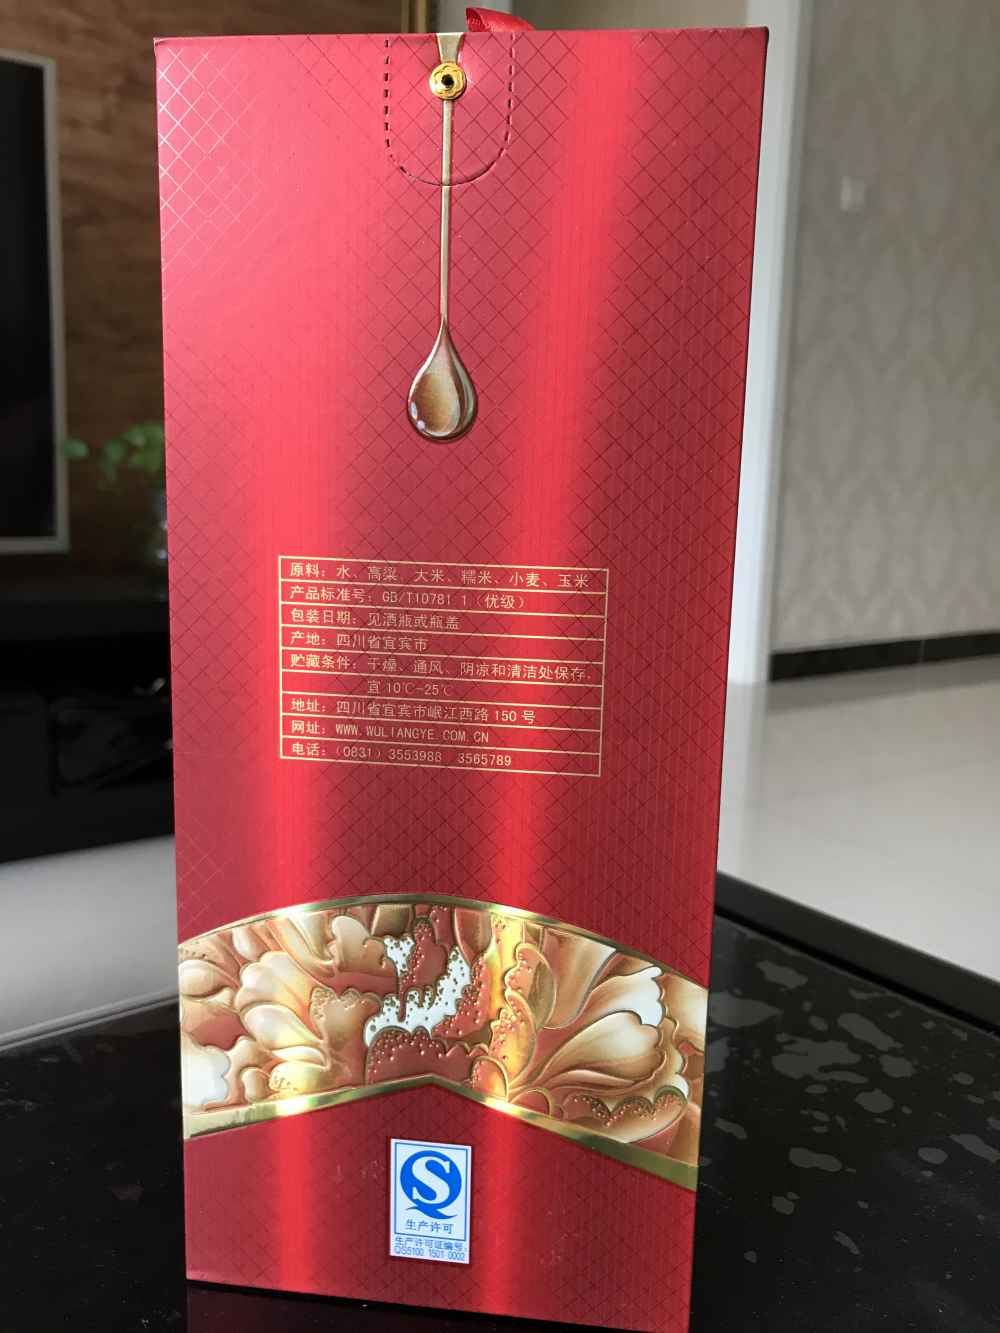 原料：水、高粱、大米、糯米、小麦、玉米
产品标准号：GB/T10781.1（优级）
包装日期：见酒瓶或瓶盖
产地：四川省宜宾市
贮藏条件：干燥、通风、阴凉和清洁处保存，
宜10℃-25℃
地址：四川省宜宾市岷江西路150号
网址：WWW.WULIANGYE.COM.CN
电话：（0831）3553988 3565789
生产许可
生产许可证编号：
QS5100 1501 0002